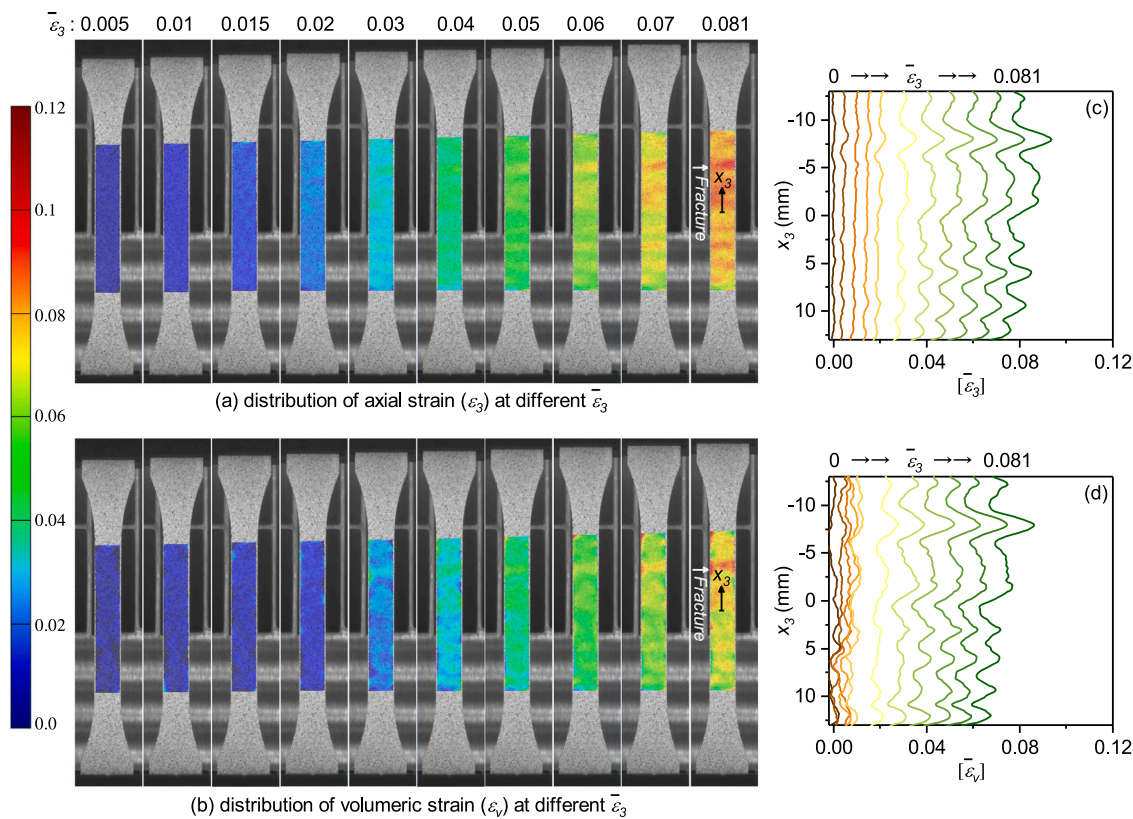 ε̄₃ : 0.005 0.01 0.015 0.02 0.03 0.04 0.05 0.06 0.07 0.081
0.12
0.1
0.08
0.06
0.04
0.02
0.0
x₃
Fracture
(a) distribution of axial strain (ε₃) at different ε̄₃
0 →→ ε̄₃ →→ 0.081
(c)
-10
-5
0
5
10
x₃ (mm)
0.00 0.04 0.08 0.12
[ε̄₃]
x₃
Fracture
(b) distribution of volumeric strain (εᵥ) at different ε̄₃
0 →→ ε̄₃ →→ 0.081
(d)
-10
-5
0
5
10
x₃ (mm)
0.00 0.04 0.08 0.12
[ε̄ᵥ]